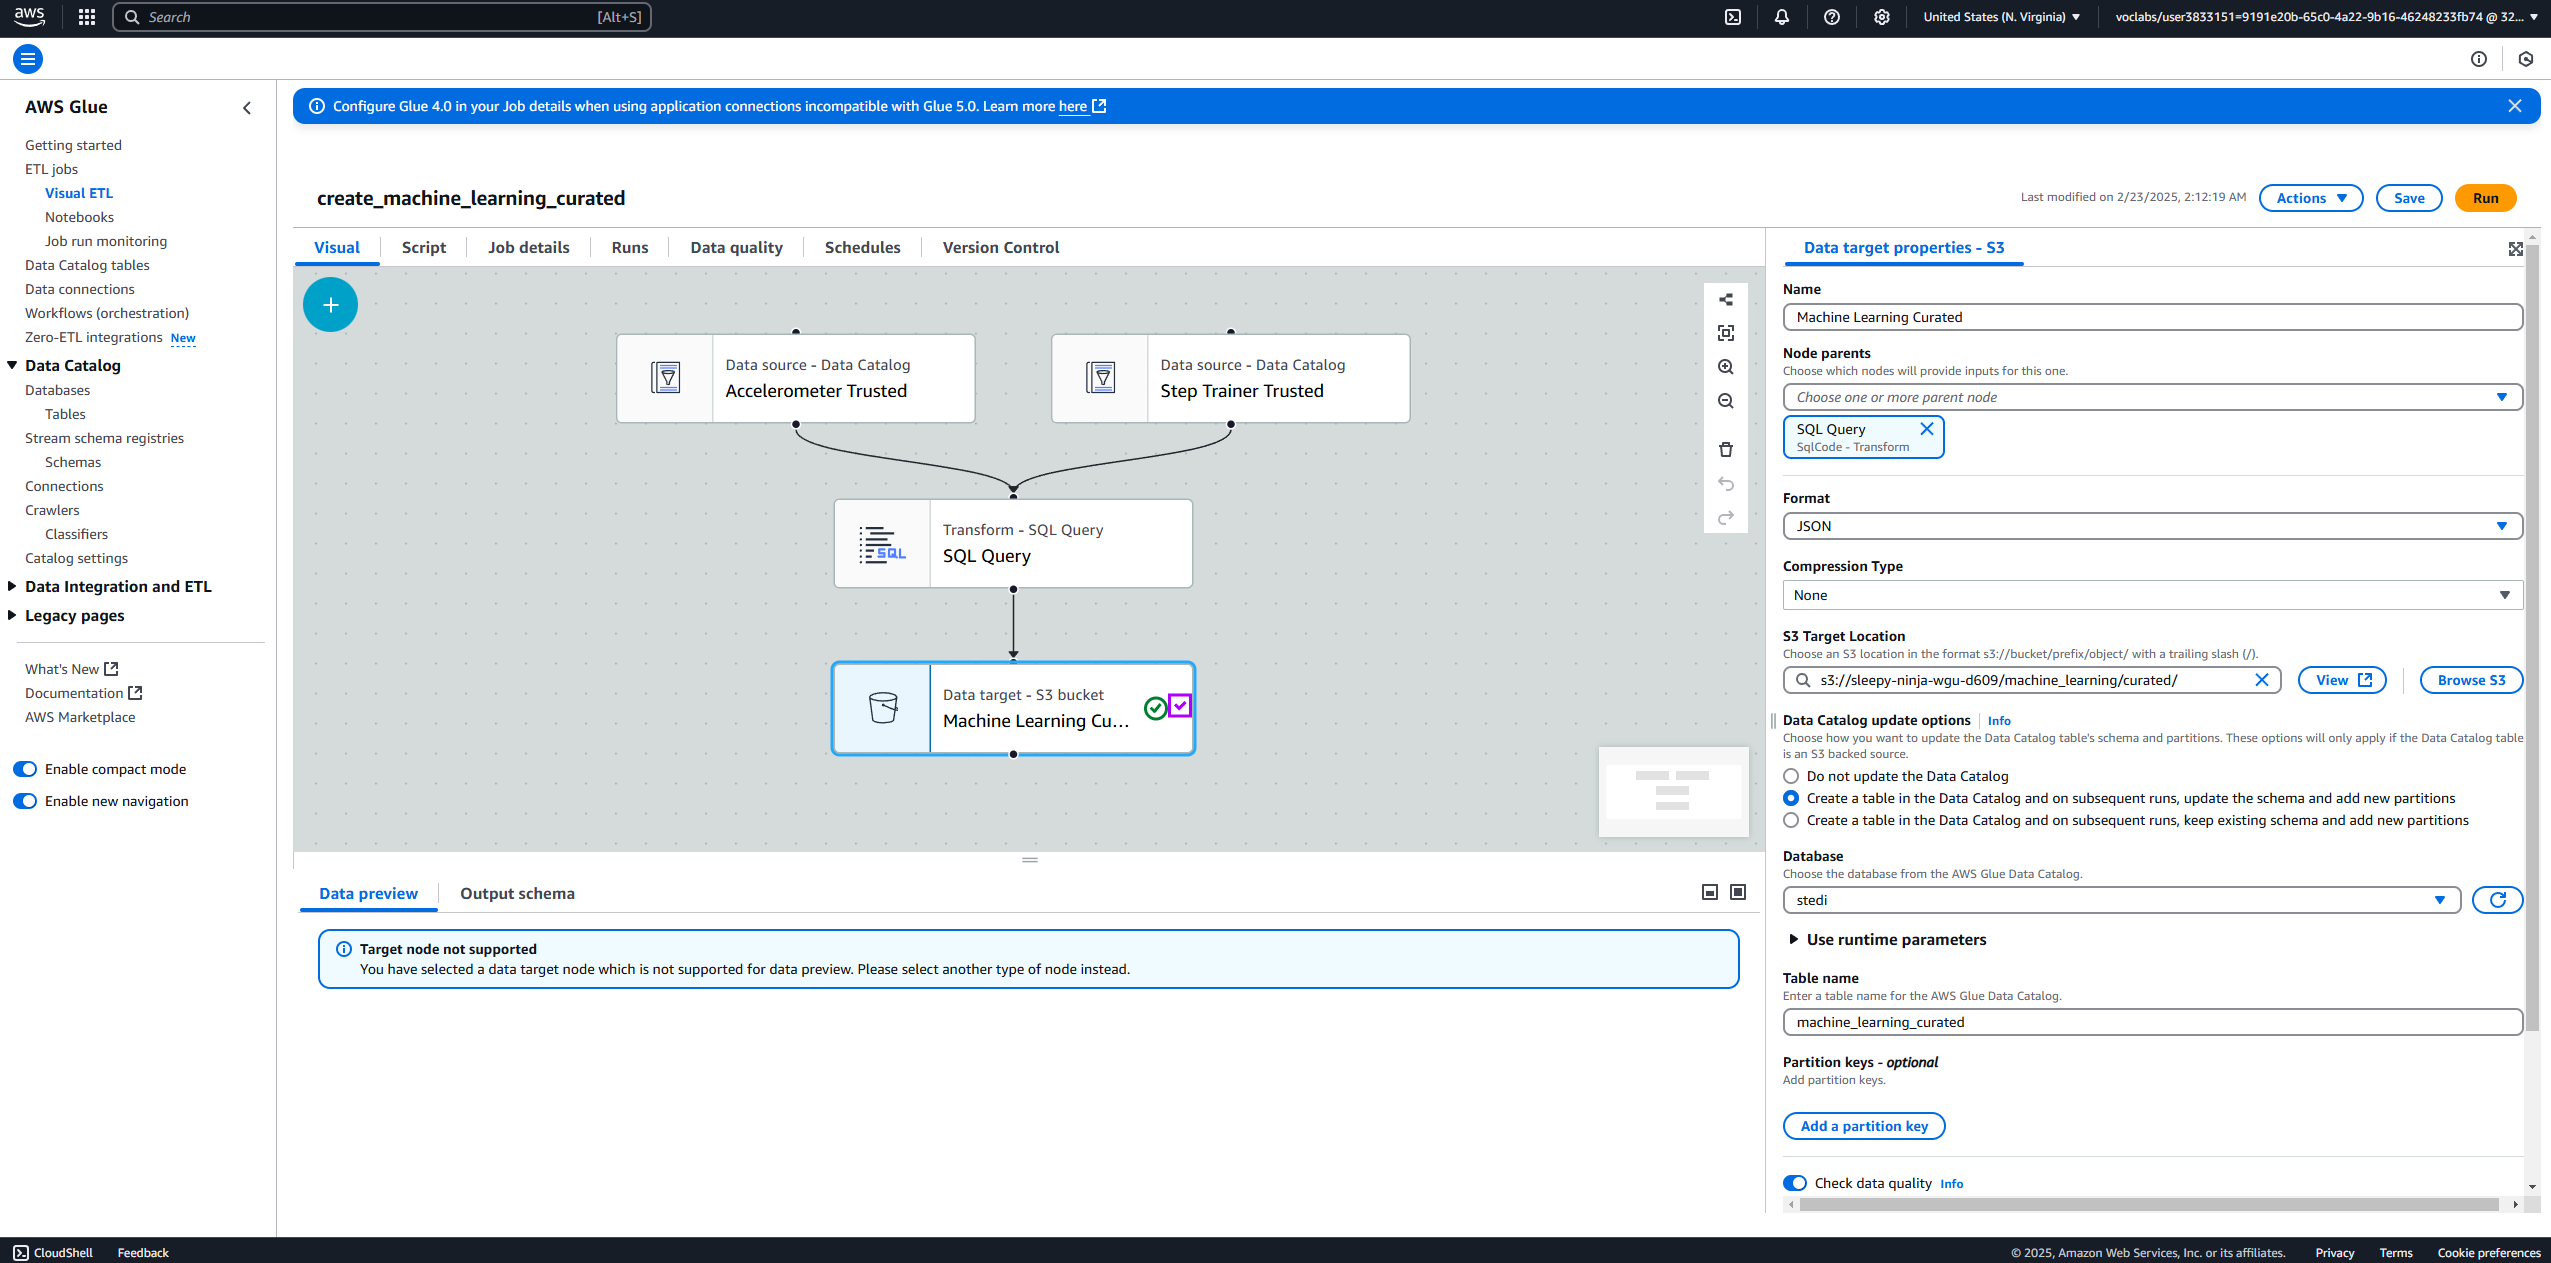 aws
Search
[Alt+S]
United States (N. Virginia)
voclabs/user3833151=9191e20b-65c0-4a22-9b16-46248233fb74 @ 32...
AWS Glue
Getting started
ETL jobs
Visual ETL
Notebooks
Job run monitoring
Data Catalog tables
Data connections
Workflows (orchestration)
Zero-ETL integrations New
Data Catalog
Databases
Tables
Stream schema registries
Schemas
Connections
Crawlers
Classifiers
Catalog settings
Data Integration and ETL
Legacy pages
What's New
Documentation
AWS Marketplace
Enable compact mode
Enable new navigation
Configure Glue 4.0 in your Job details when using application connections incompatible with Glue 5.0. Learn more here
create_machine_learning_curated
Last modified on 2/23/2025, 2:12:19 AM
Actions
Save
Run
Visual
Script
Job details
Runs
Data quality
Schedules
Version Control
Data source - Data Catalog
Accelerometer Trusted
Data source - Data Catalog
Step Trainer Trusted
SQL
Transform - SQL Query
SQL Query
Data target - S3 bucket
Machine Learning Cu...
Data preview
Output schema
Target node not supported
You have selected a data target node which is not supported for data preview. Please select another type of node instead.
Data target properties - S3
Name
Machine Learning Curated
Node parents
Choose which nodes will provide inputs for this one.
Choose one or more parent node
SQL Query
SqlCode - Transform
Format
JSON
Compression Type
None
S3 Target Location
Choose an S3 location in the format s3://bucket/prefix/object/ with a trailing slash (/).
s3://sleepy-ninja-wgu-d609/machine_learning/curated/
View
Browse S3
Data Catalog update options
Info
Choose how you want to update the Data Catalog table's schema and partitions. These options will only apply if the Data Catalog table
is an S3 backed source.
Do not update the Data Catalog
Create a table in the Data Catalog and on subsequent runs, update the schema and add new partitions
Create a table in the Data Catalog and on subsequent runs, keep existing schema and add new partitions
Database
Choose the database from the AWS Glue Data Catalog.
stedi
Use runtime parameters
Table name
Enter a table name for the AWS Glue Data Catalog.
machine_learning_curated
Partition keys - optional
Add partition keys.
Add a partition key
Check data quality Info
CloudShell
Feedback
© 2025, Amazon Web Services, Inc. or its affiliates.
Privacy
Terms
Cookie preferences